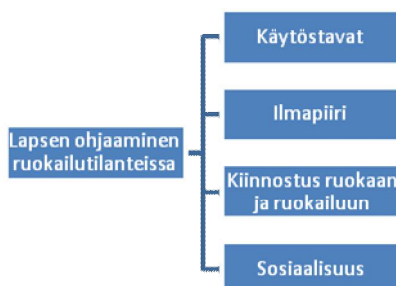 Lapsen ohjaaminen
ruokailutilanteissa
Käytöstavat
Ilmapiiri
Kiinnostus ruokaan
ja ruokailuun
Sosiaalisuus